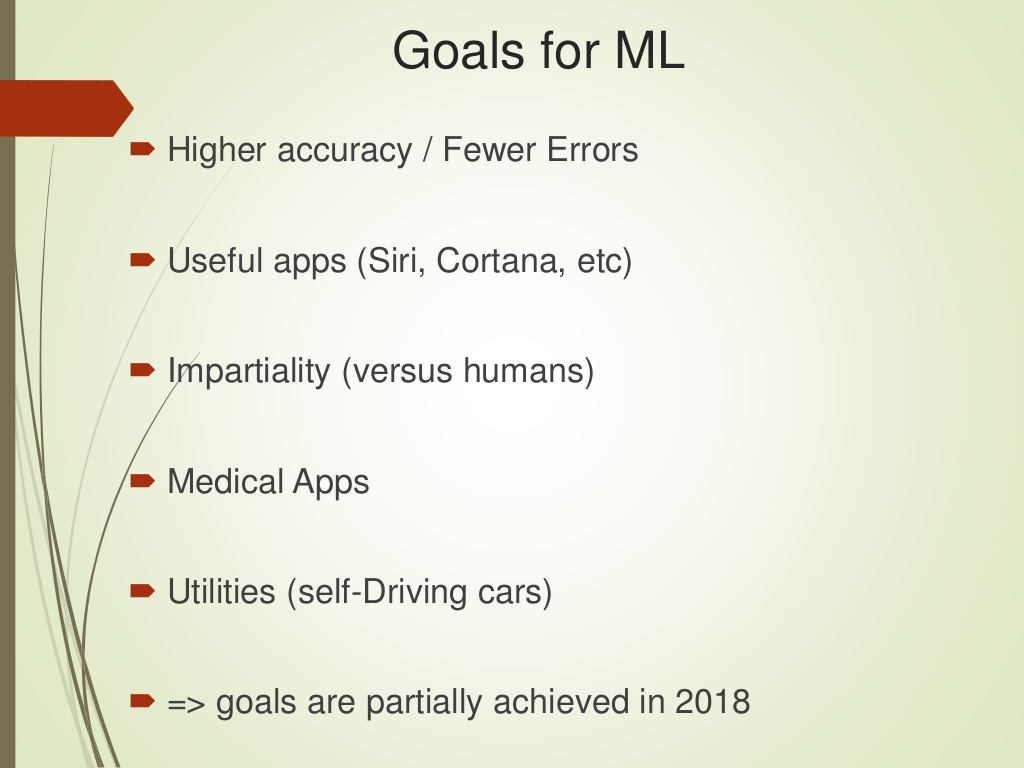 Goals for ML
Higher accuracy / Fewer Errors
Useful apps (Siri, Cortana, etc)
Impartiality (versus humans)
Medical Apps
Utilities (self-Driving cars)
=> goals are partially achieved in 2018